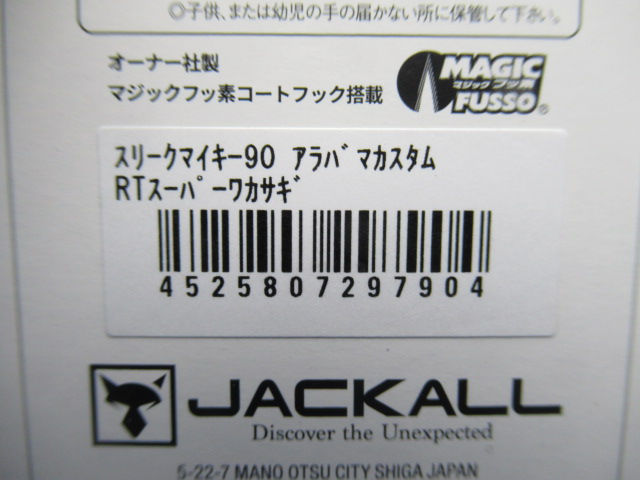 ◎子供、または幼児の手の届かない所に保管して下さい。
オーナー社製
マジックフッ素コートフック搭載
MAGIC
マジック フッ素
FUSSO®
ｽﾘｰｸマイキー90 ｱﾗﾊﾞﾏカスタム
RTスーﾊﾟーワカサｷﾞ
4525807297904
JACKALL
Discover the Unexpected
5-22-7 MANO OTSU CITY SHIGA JAPAN